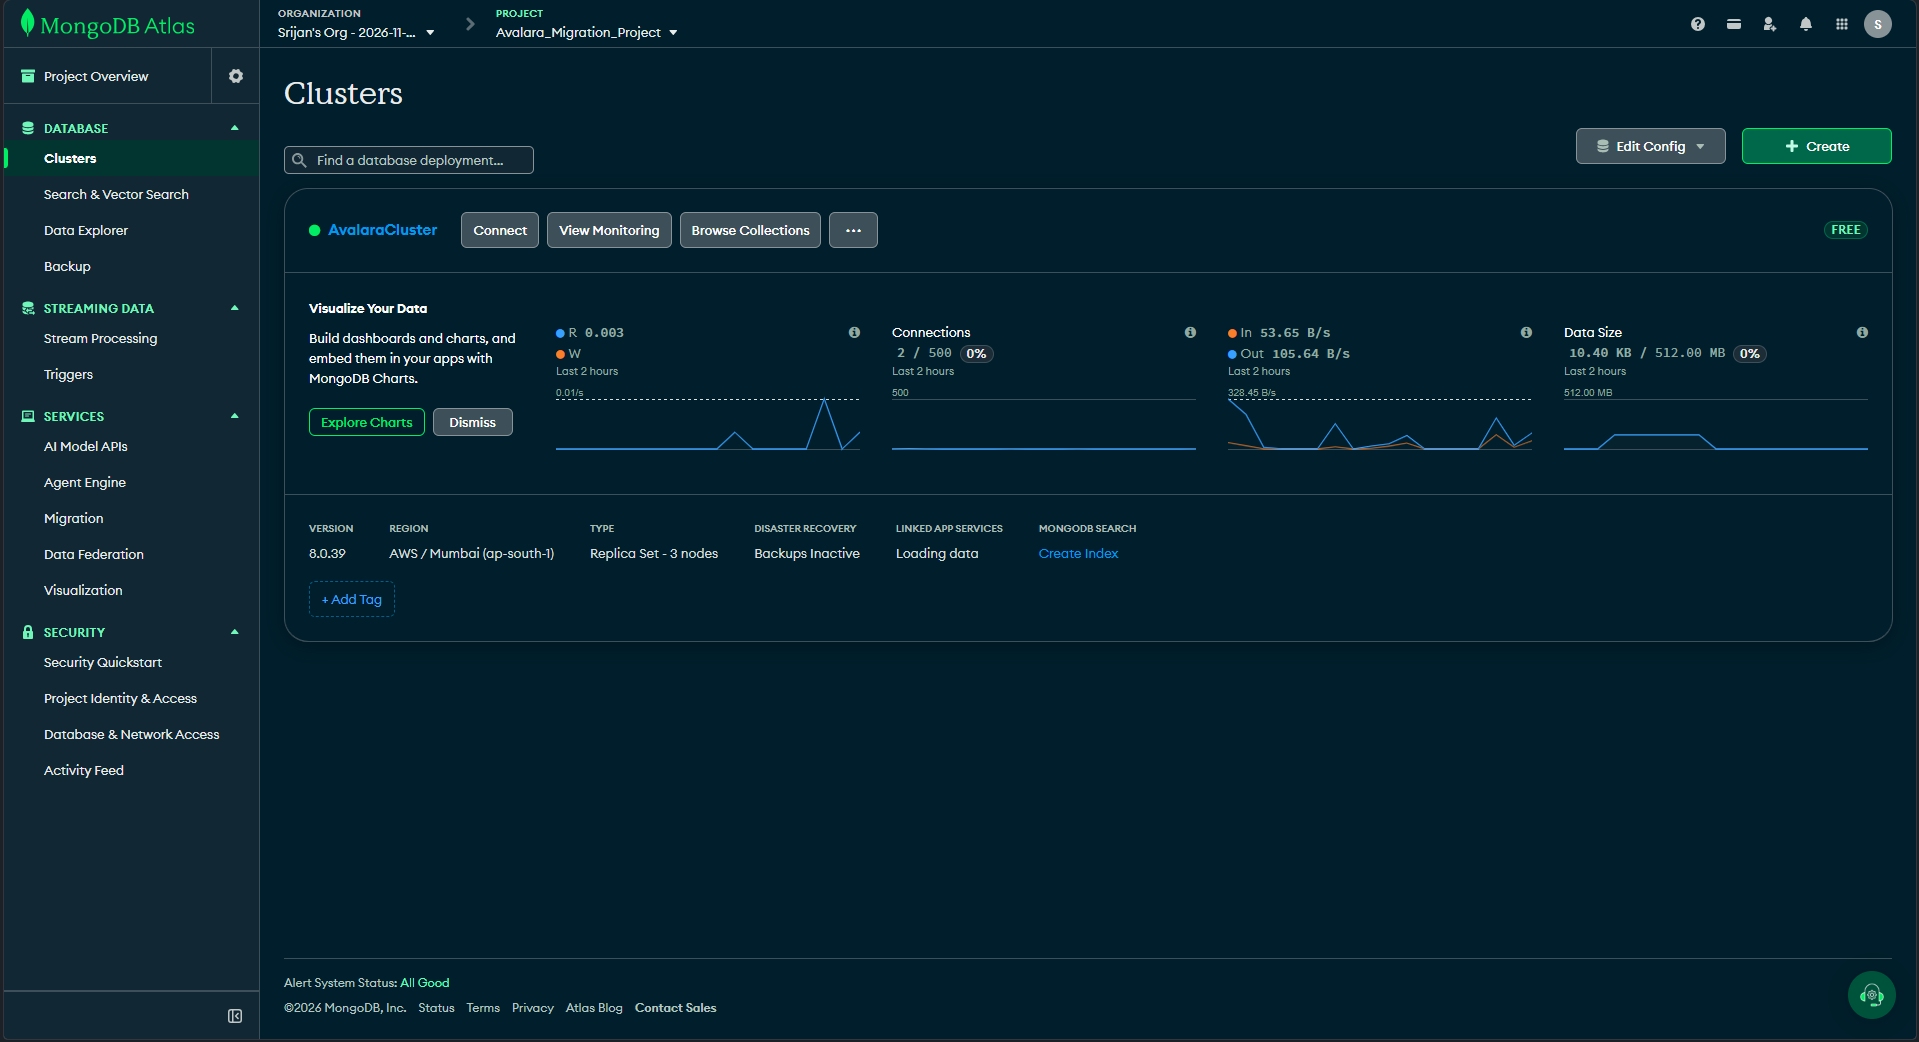 MongoDB Atlas
ORGANIZATION
Srijan's Org - 2026-11-...
PROJECT
Avalara_Migration_Project
S
Project Overview
DATABASE
Clusters
Search & Vector Search
Data Explorer
Backup
STREAMING DATA
Stream Processing
Triggers
SERVICES
AI Model APIs
Agent Engine
Migration
Data Federation
Visualization
SECURITY
Security Quickstart
Project Identity & Access
Database & Network Access
Activity Feed
Clusters
Find a database deployment...
Edit Config
+ Create
AvalaraCluster
Connect
View Monitoring
Browse Collections
...
FREE
Visualize Your Data
Build dashboards and charts, and
embed them in your apps with
MongoDB Charts.
Explore Charts
Dismiss
R 0.003
W
Last 2 hours
0.01/s
Connections
2 / 500 0%
Last 2 hours
500
In 53.65 B/s
Out 105.64 B/s
Last 2 hours
328.45 B/s
Data Size
10.40 KB / 512.00 MB 0%
Last 2 hours
512.00 MB
VERSION
8.0.39
REGION
AWS / Mumbai (ap-south-1)
TYPE
Replica Set - 3 nodes
DISASTER RECOVERY
Backups Inactive
LINKED APP SERVICES
Loading data
MONGODB SEARCH
Create Index
+ Add Tag
Alert System Status: All Good
©2026 MongoDB, Inc. Status Terms Privacy Atlas Blog Contact Sales